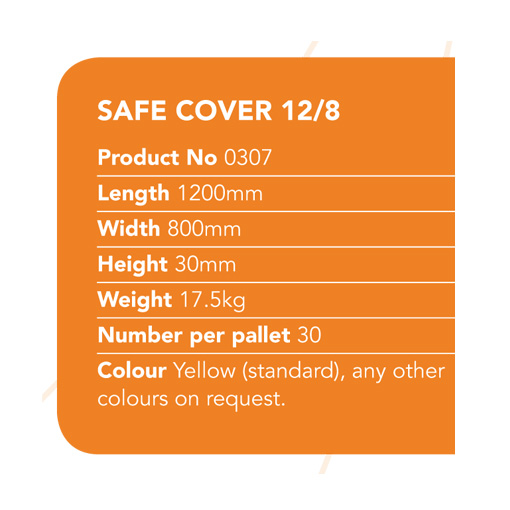 SAFE COVER 12/8
Product No 0307
Length 1200mm
Width 800mm
Height 30mm
Weight 17.5kg
Number per pallet 30
Colour Yellow (standard), any other
colours on request.